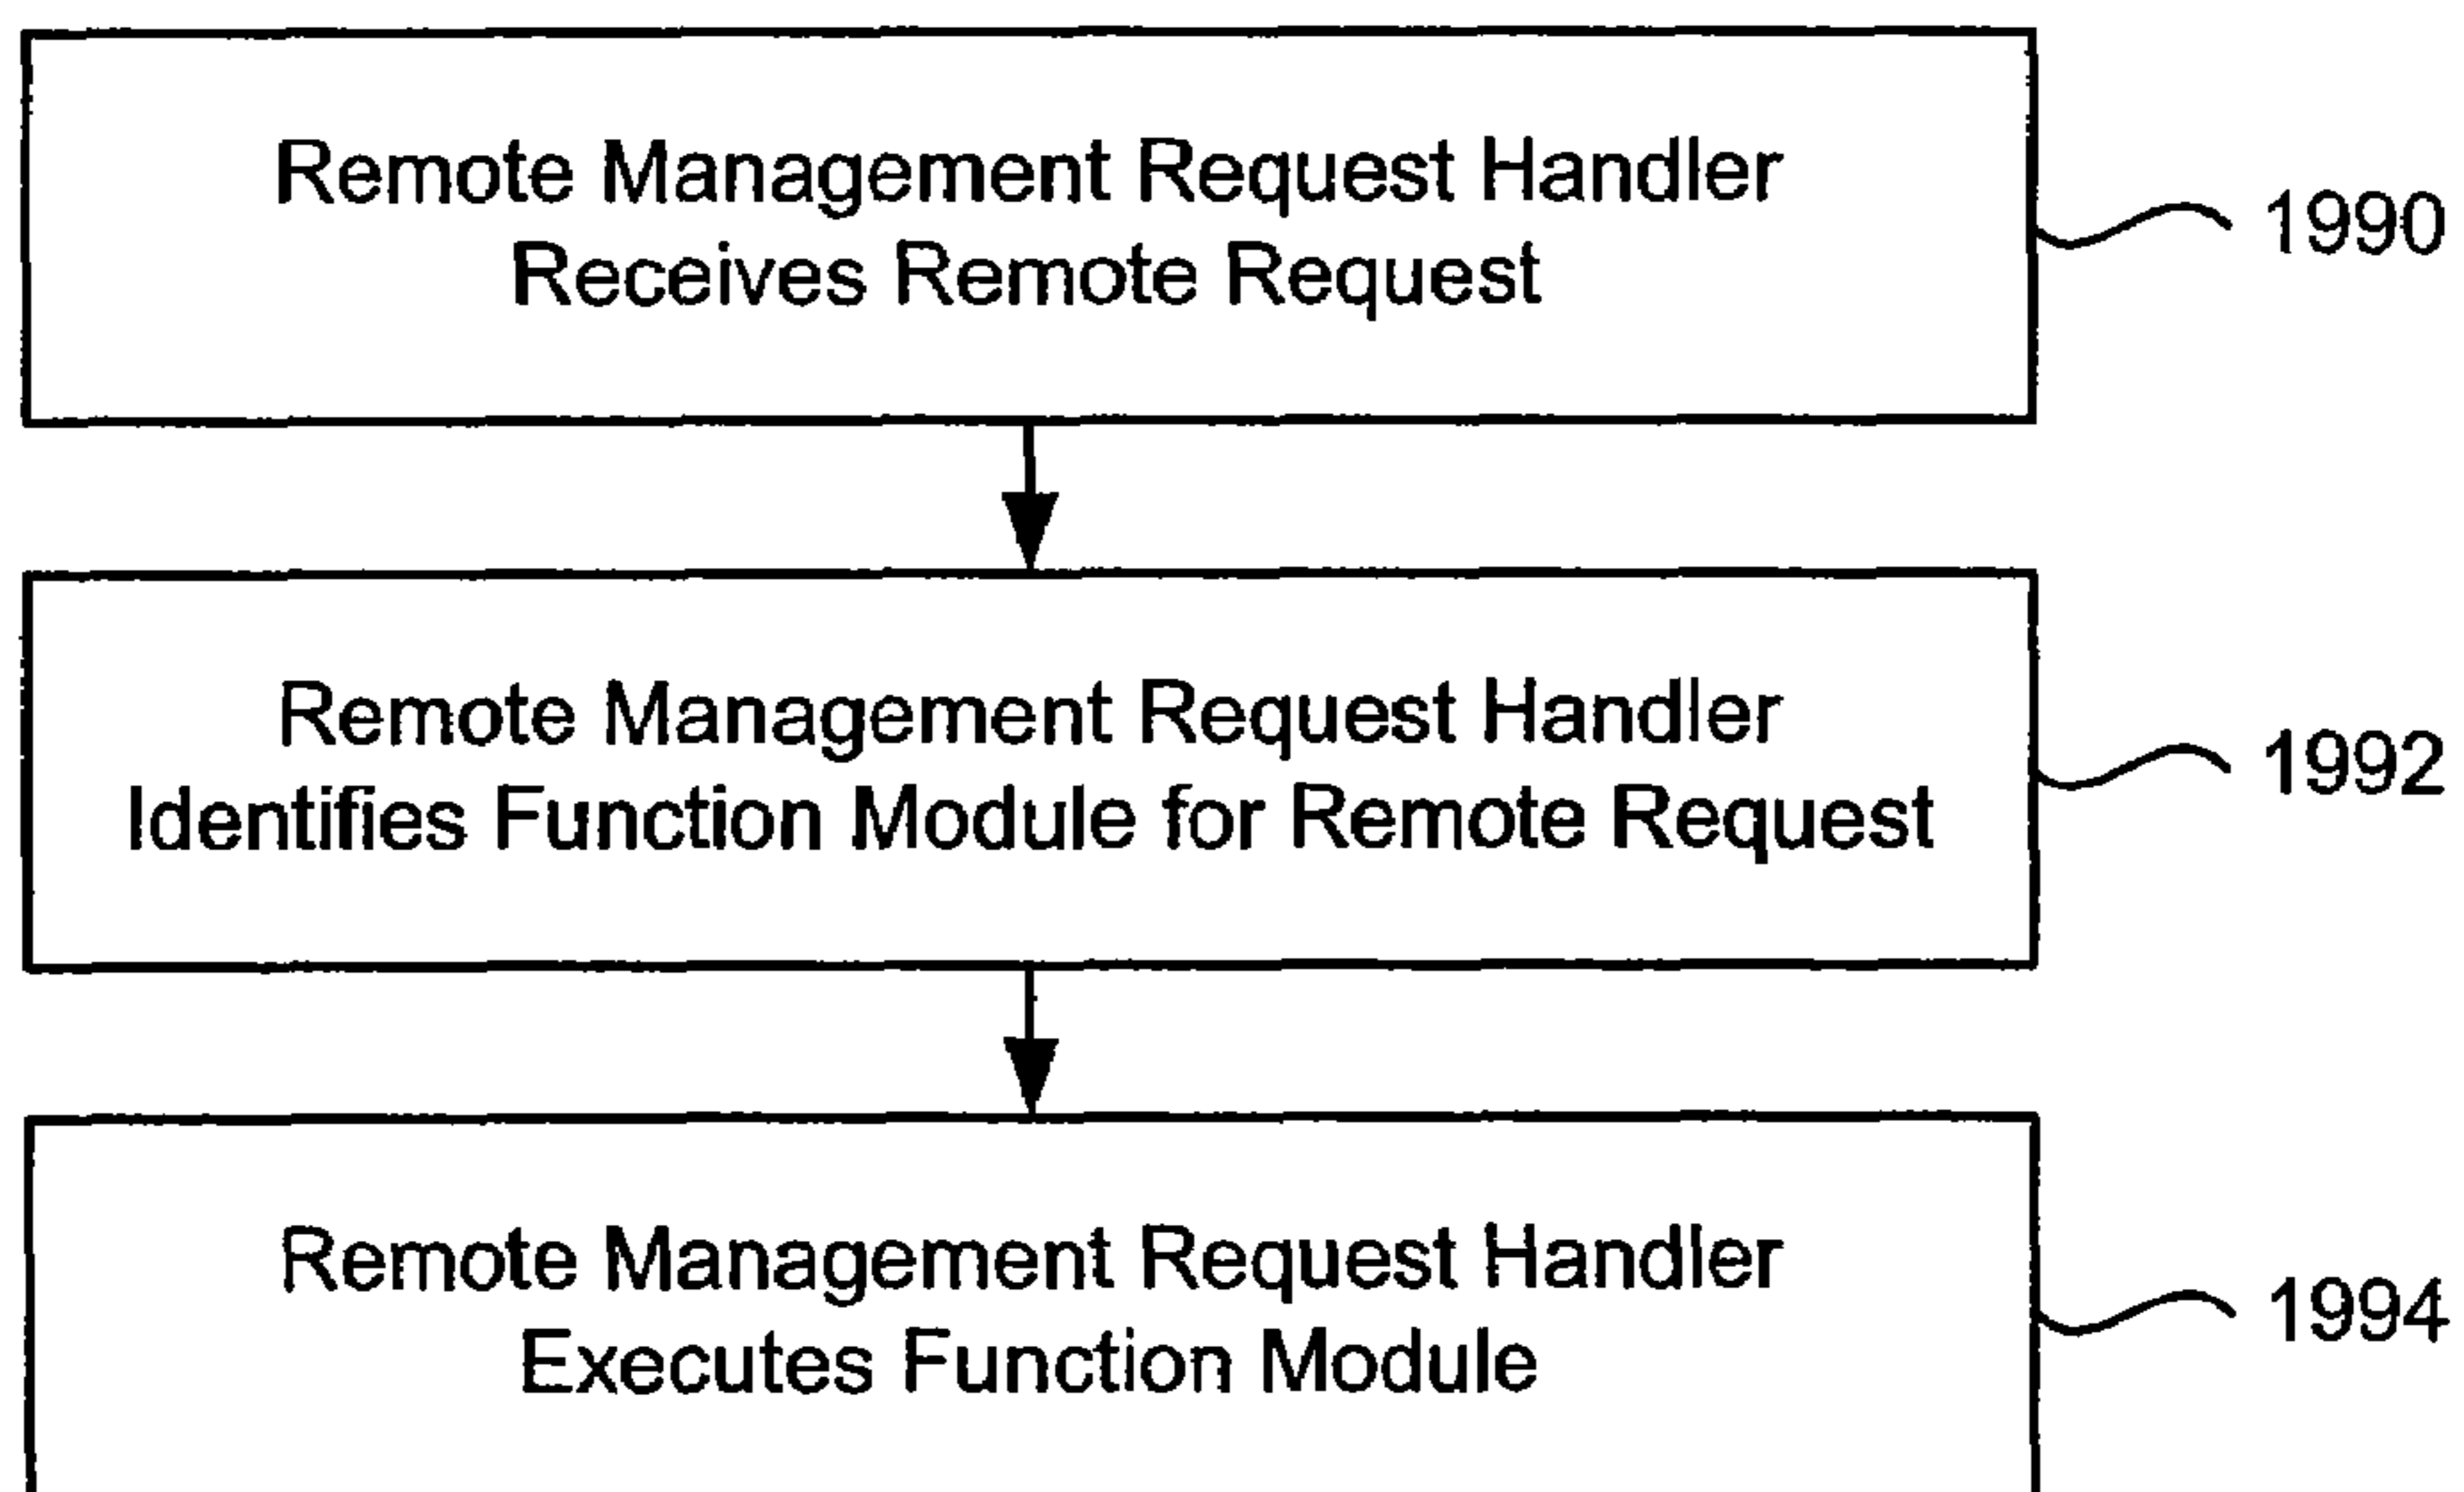 Remote Management Request Handler
Receives Remote Request
1990
Remote Management Request Handler
Identifies Function Module for Remote Request
1992
Remote Management Request Handler
Executes Function Module
1994